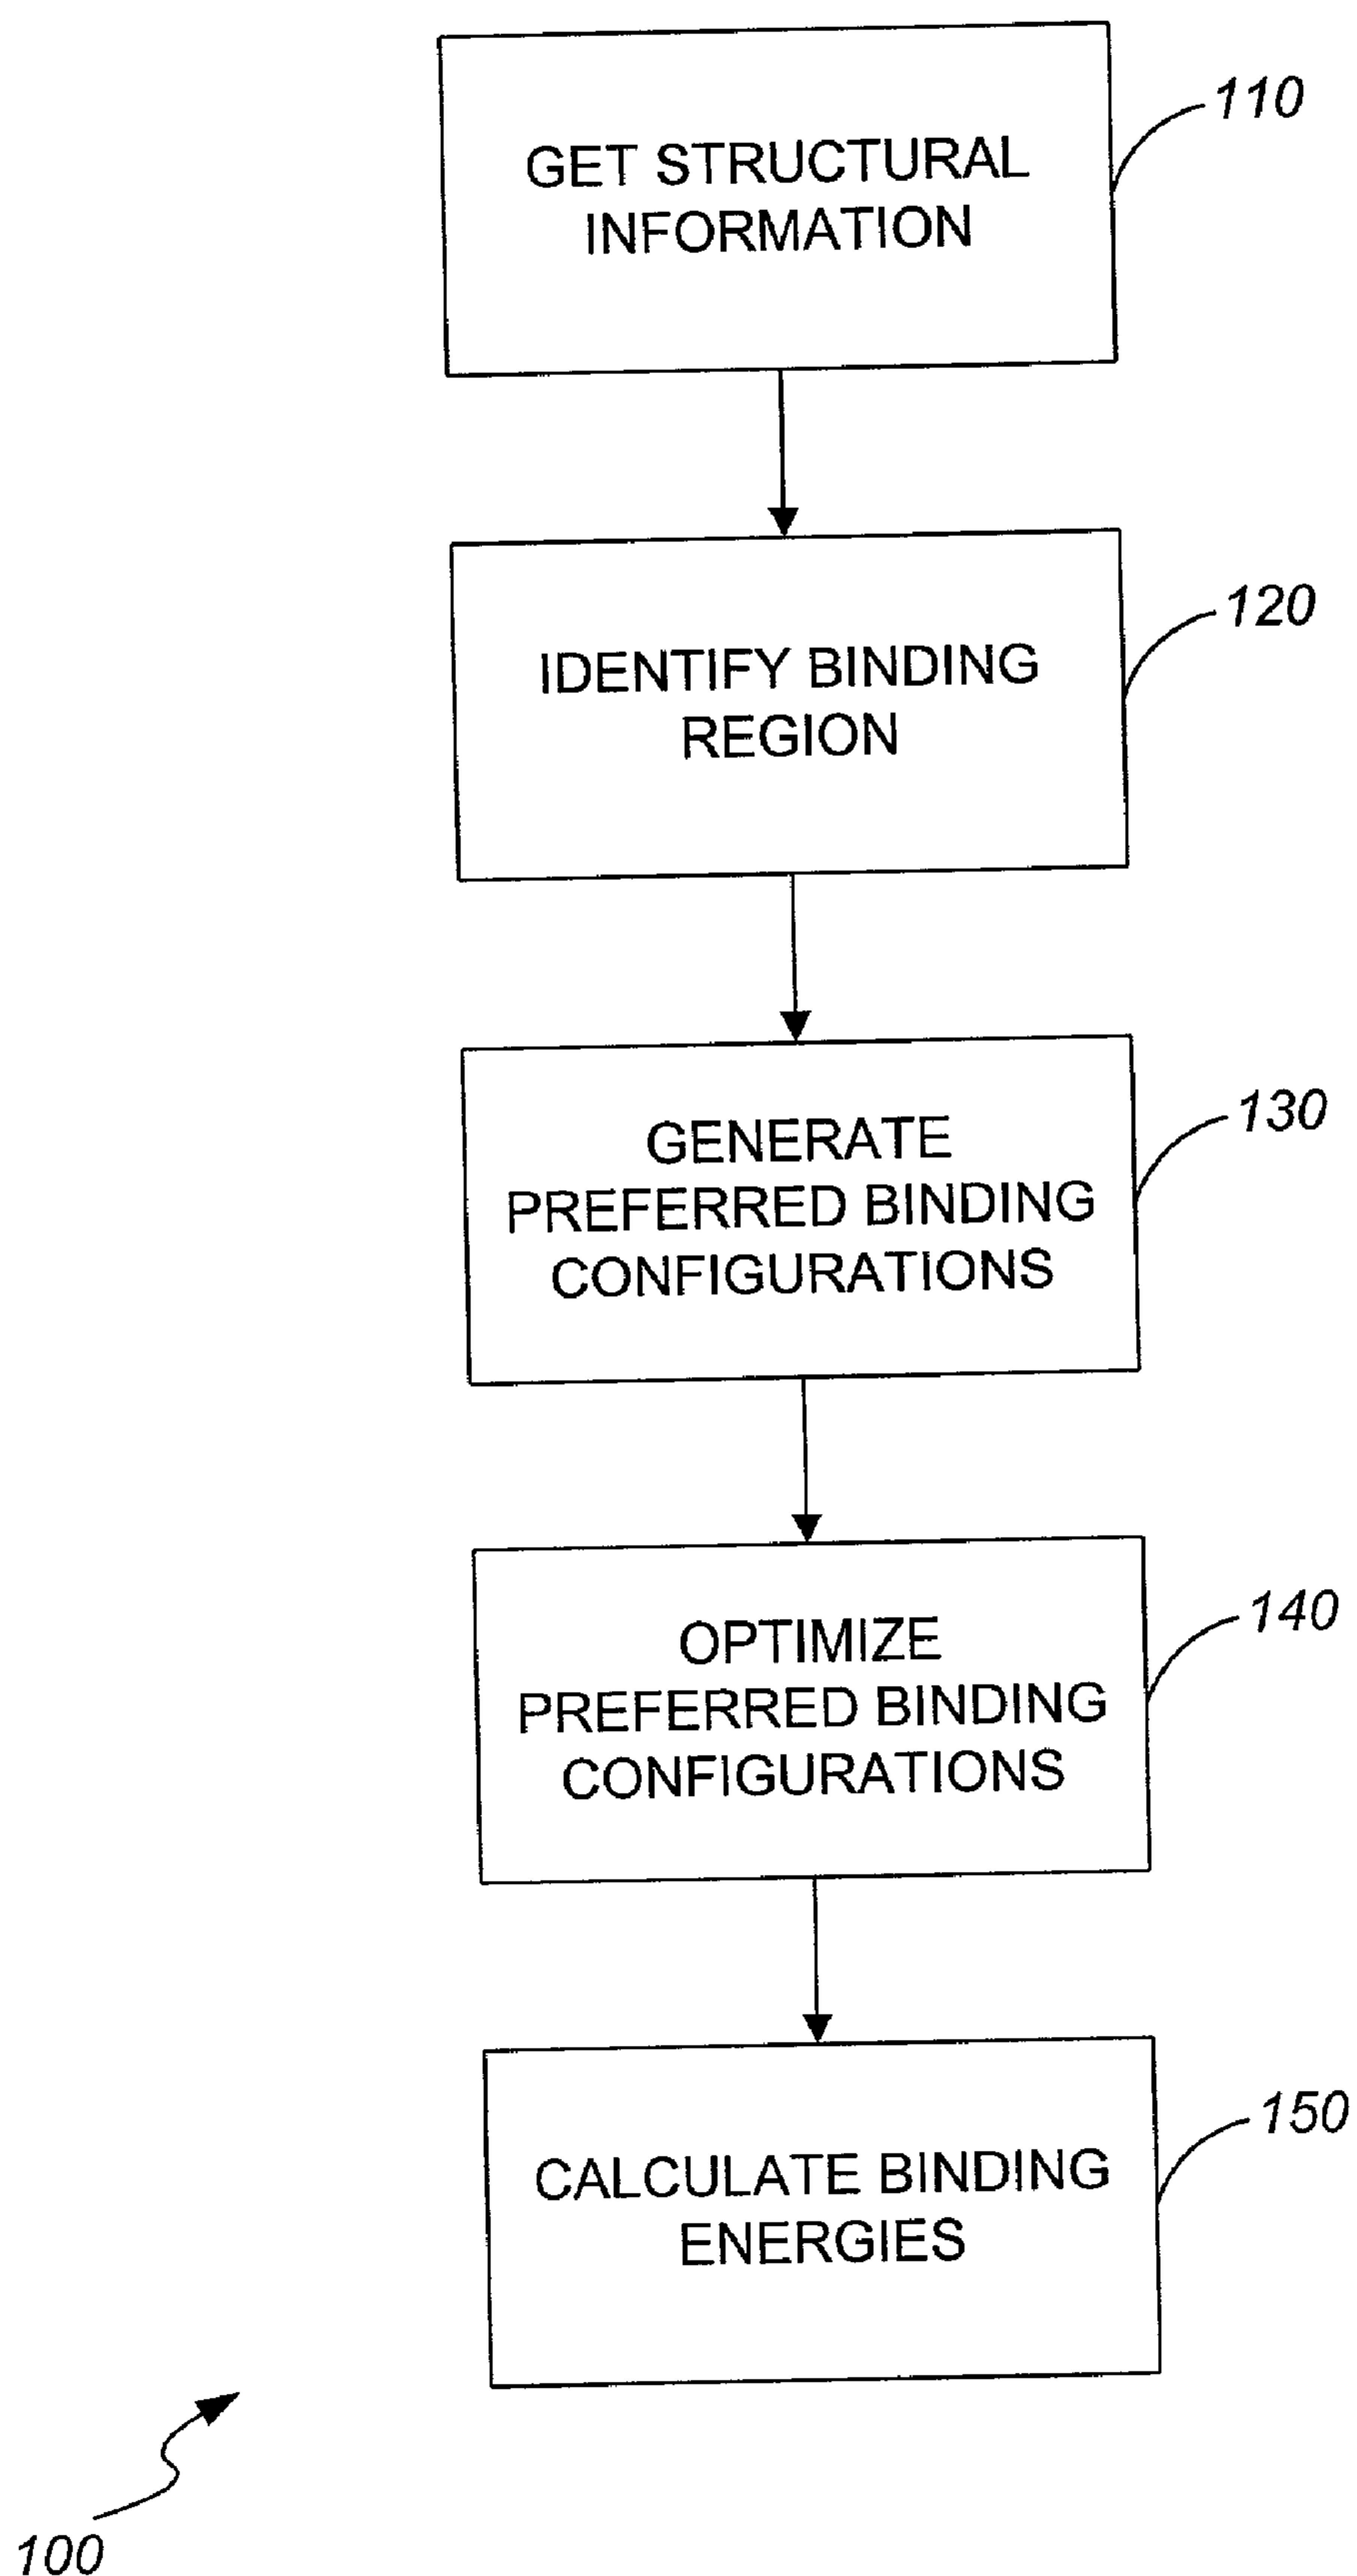 GET STRUCTURAL
INFORMATION
110
IDENTIFY BINDING
REGION
120
GENERATE
PREFERRED BINDING
CONFIGURATIONS
130
OPTIMIZE
PREFERRED BINDING
CONFIGURATIONS
140
CALCULATE BINDING
ENERGIES
150
100